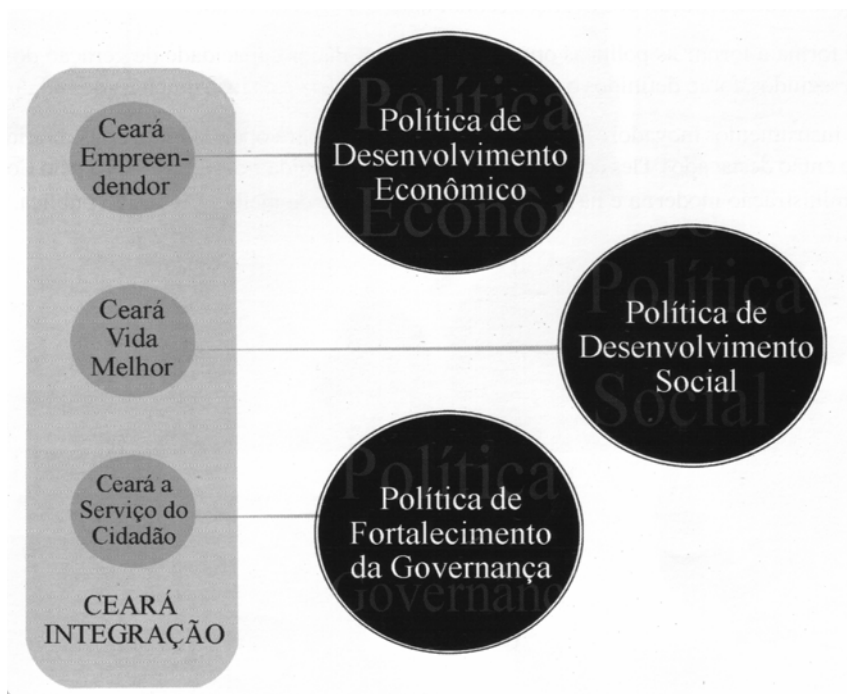 Ceará
Empreen-
dendor
Política de
Desenvolvimento
Econômico
Ceará
Vida
Melhor
Política de
Desenvolvimento
Social
Ceará a
Serviço do
Cidadão
Política de
Fortalecimento
da Governança
CEARÁ
INTEGRAÇÃO